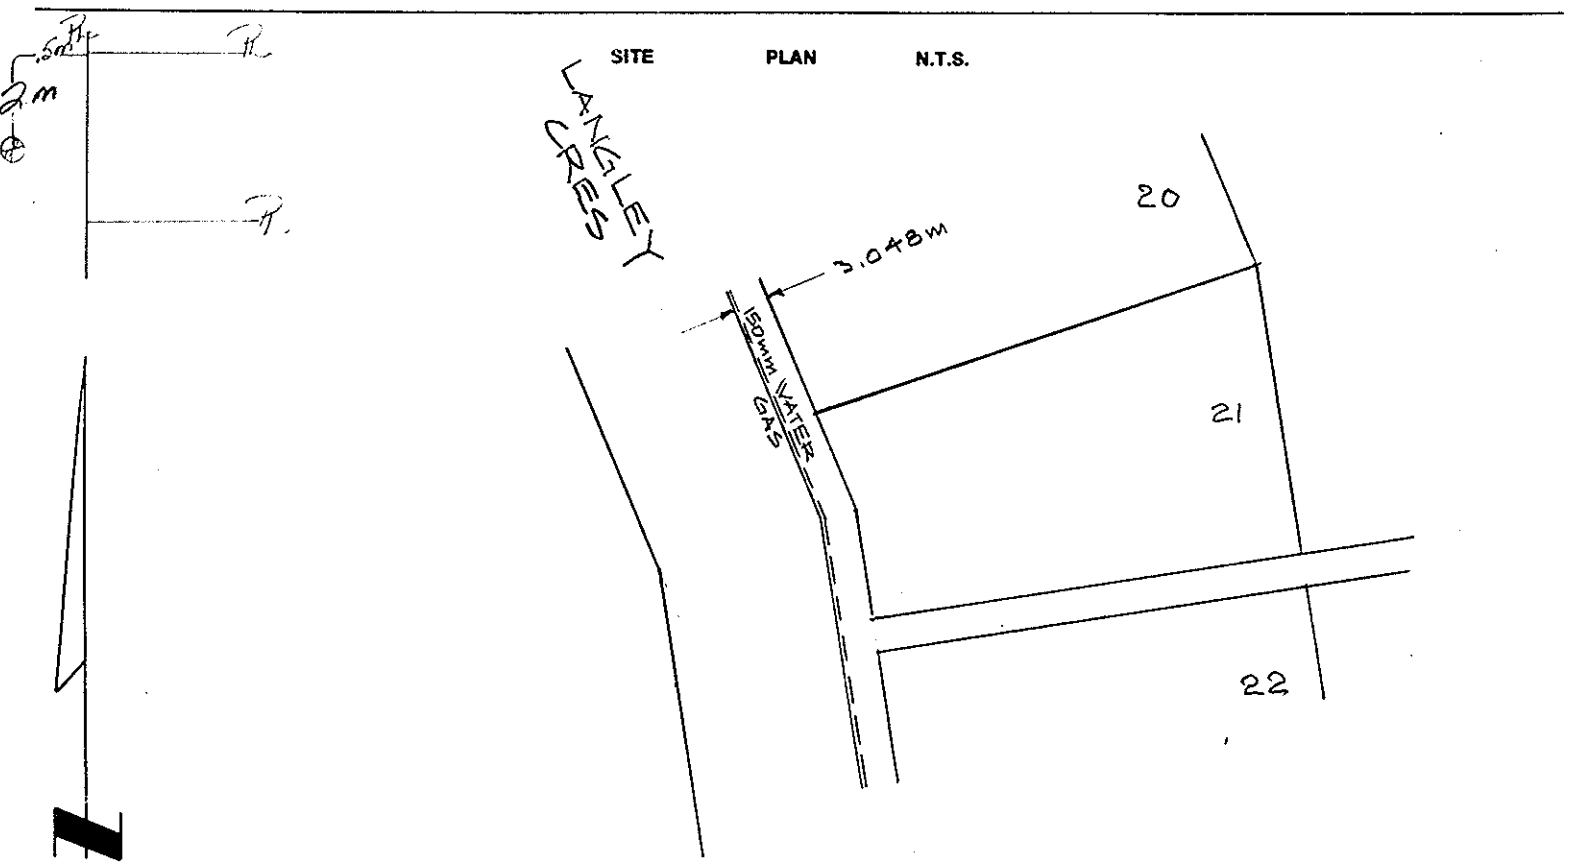 SITE PLAN N.T.S.
.5m
2m
LANGLEY
CRES
3.048m
150mm WATER
GAS
20
21
22